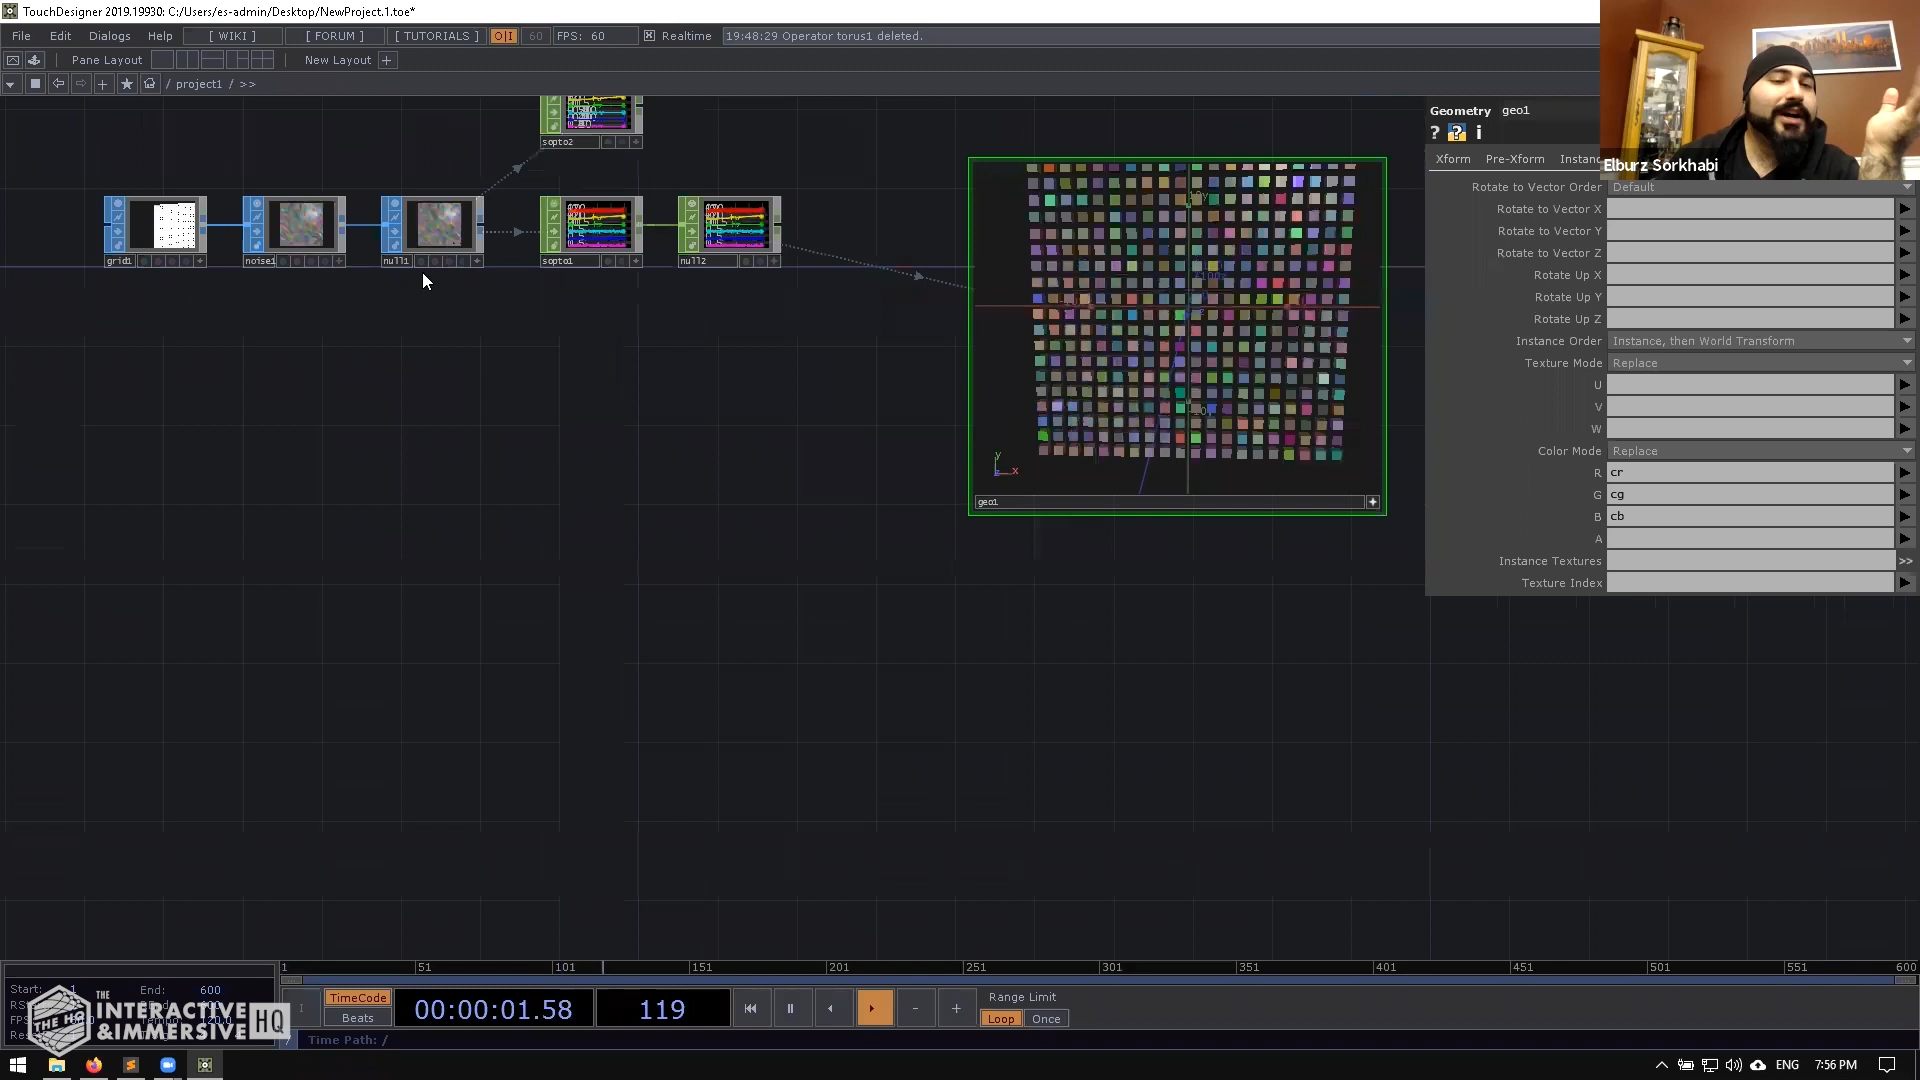 TouchDesigner 2019.19930: C:/Users/es-admin/Desktop/NewProject.1.toe*
File Edit Dialogs Help [ WIKI ] [ FORUM ] [ TUTORIALS ] O|I 60 FPS: 60 Realtime 19:48:29 Operator torus1 deleted.
Pane Layout New Layout +
/ project1 / >>
Geometry geo1
? ? i
Xform Pre-Xform Instanc
Elburz Sorkhabi
Rotate to Vector Order Default
Rotate to Vector X
Rotate to Vector Y
Rotate to Vector Z
Rotate Up X
Rotate Up Y
Rotate Up Z
Instance Order Instance, then World Transform
Texture Mode Replace
U
V
W
Color Mode Replace
R cr
G cg
B cb
A
Instance Textures >>
Texture Index
sopto2
grid1 noise1 null1 sopto1 null2
y
x
geo1
1 51 101 151 201 251 301 351 401 451 501 551 600
Start: 1 End: 600
TimeCode
Beats
00:00:01.58 119
Range Limit
Loop Once
Time Path: /
THE INTERACTIVE & IMMERSIVE HQ
THE HQ
ENG 7:56 PM